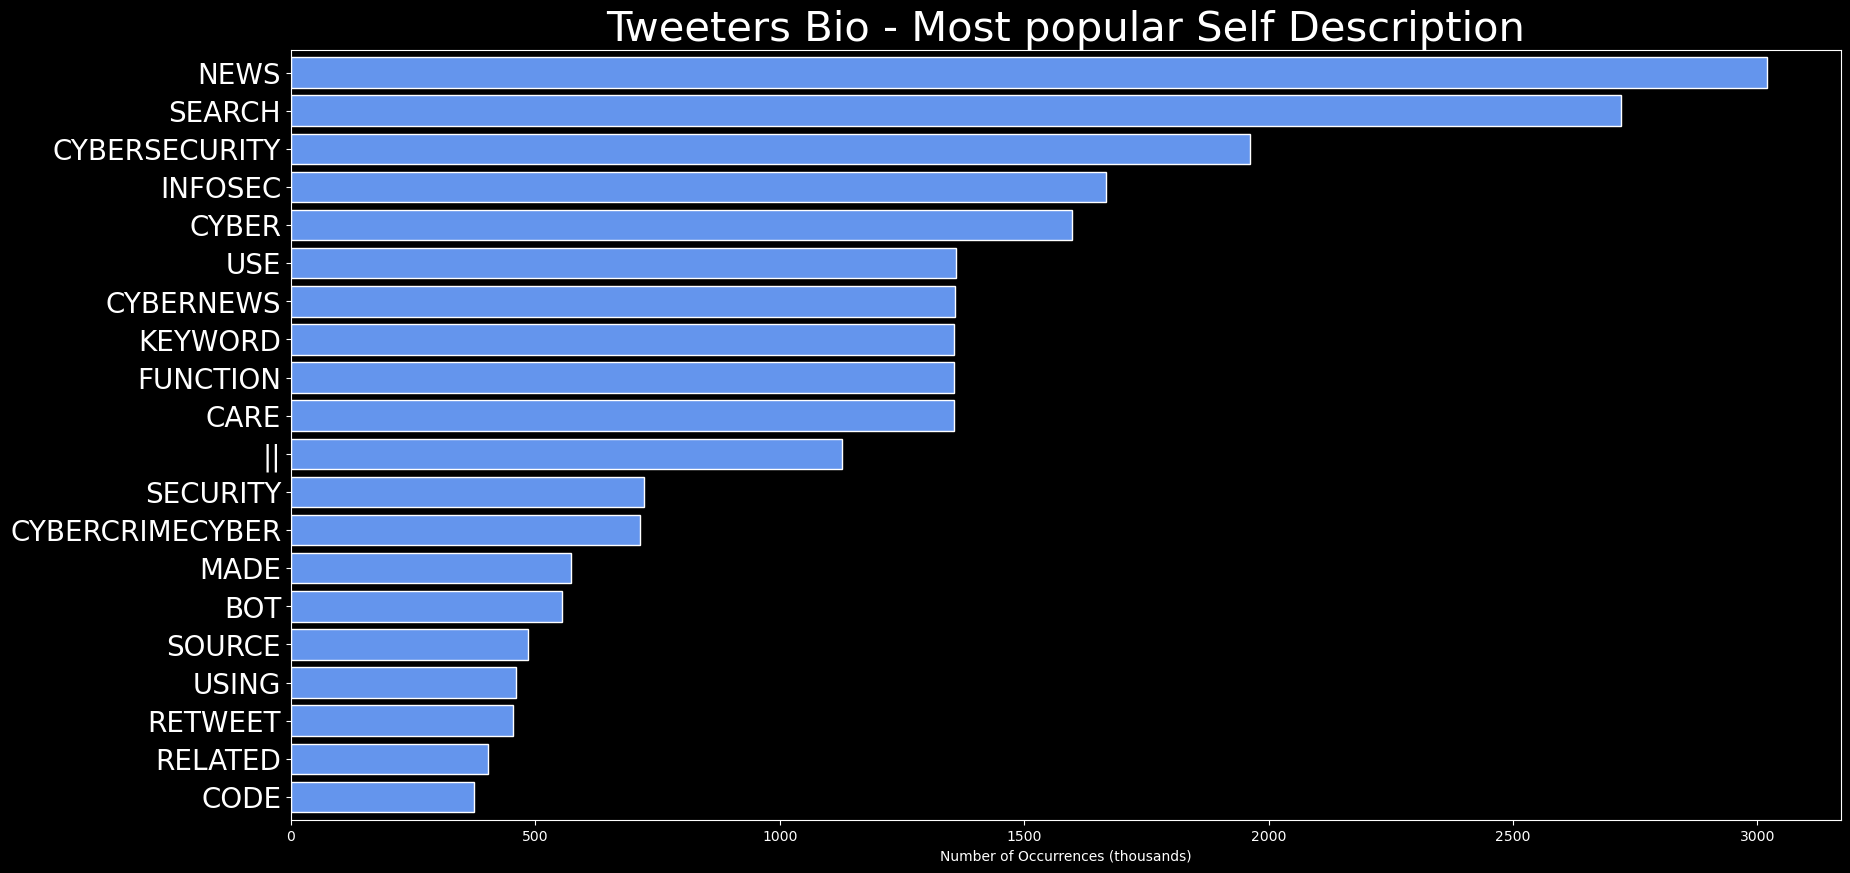 Tweeters Bio - Most popular Self Description
NEWS
SEARCH
CYBERSECURITY
INFOSEC
CYBER
USE
CYBERNEWS
KEYWORD
FUNCTION
CARE
||
SECURITY
CYBERCRIMECYBER
MADE
BOT
SOURCE
USING
RETWEET
RELATED
CODE
0 500 1000 1500 2000 2500 3000
Number of Occurrences (thousands)